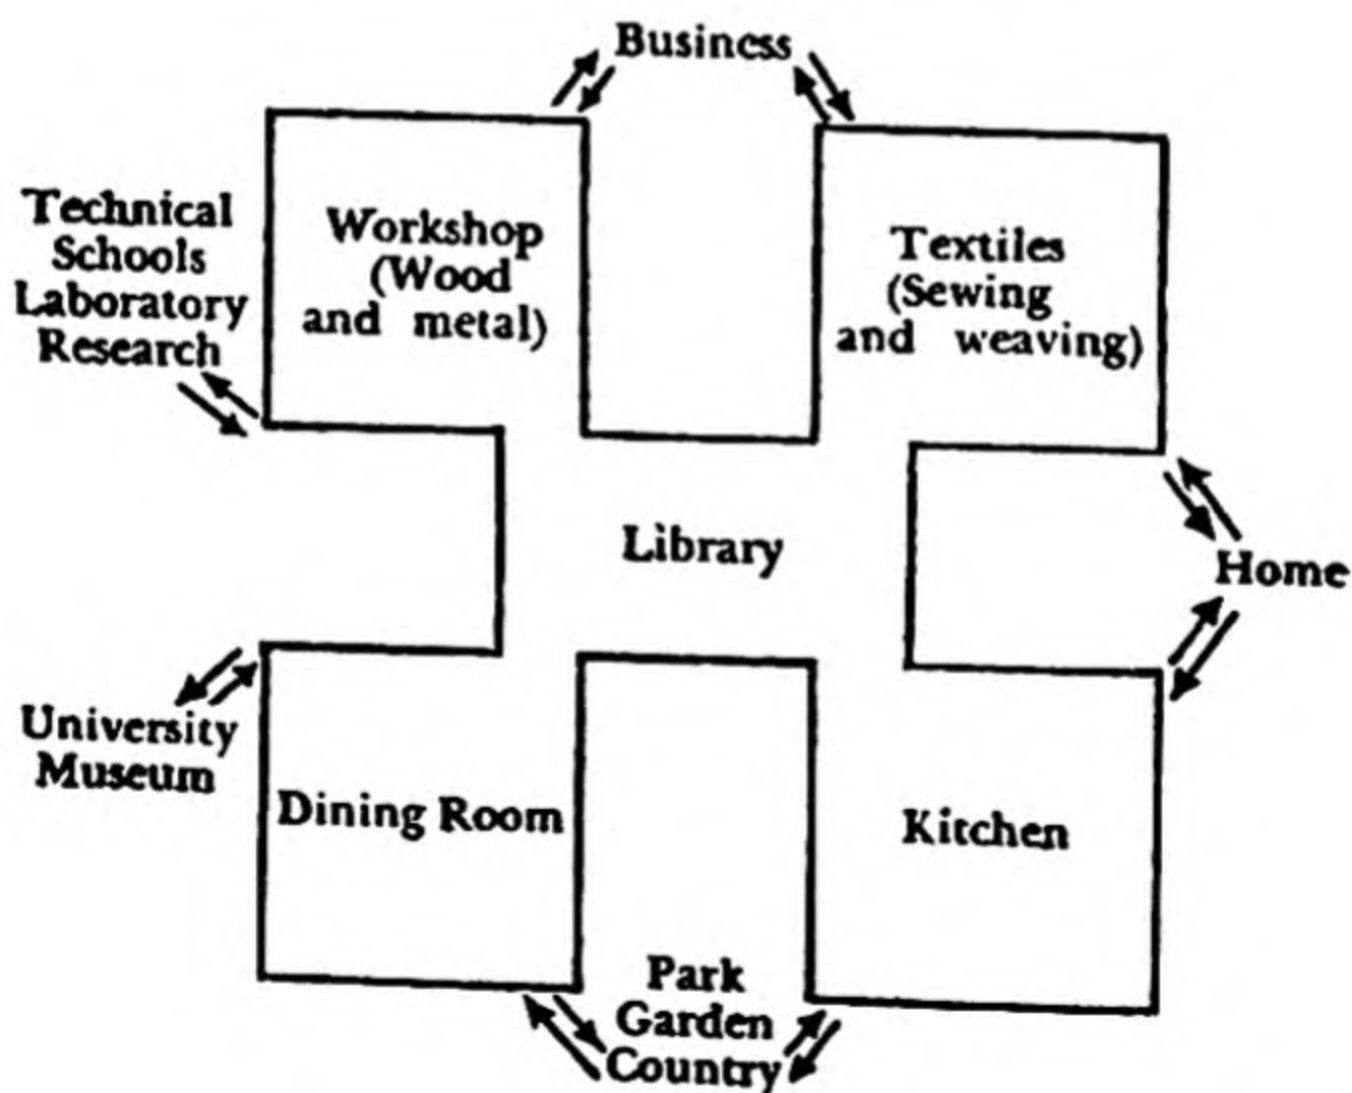 Business
Technical
Schools
Laboratory
Research
Workshop
(Wood
and metal)
Textiles
(Sewing
and weaving)
Library
Home
University
Museum
Dining Room
Kitchen
Park
Garden
Country